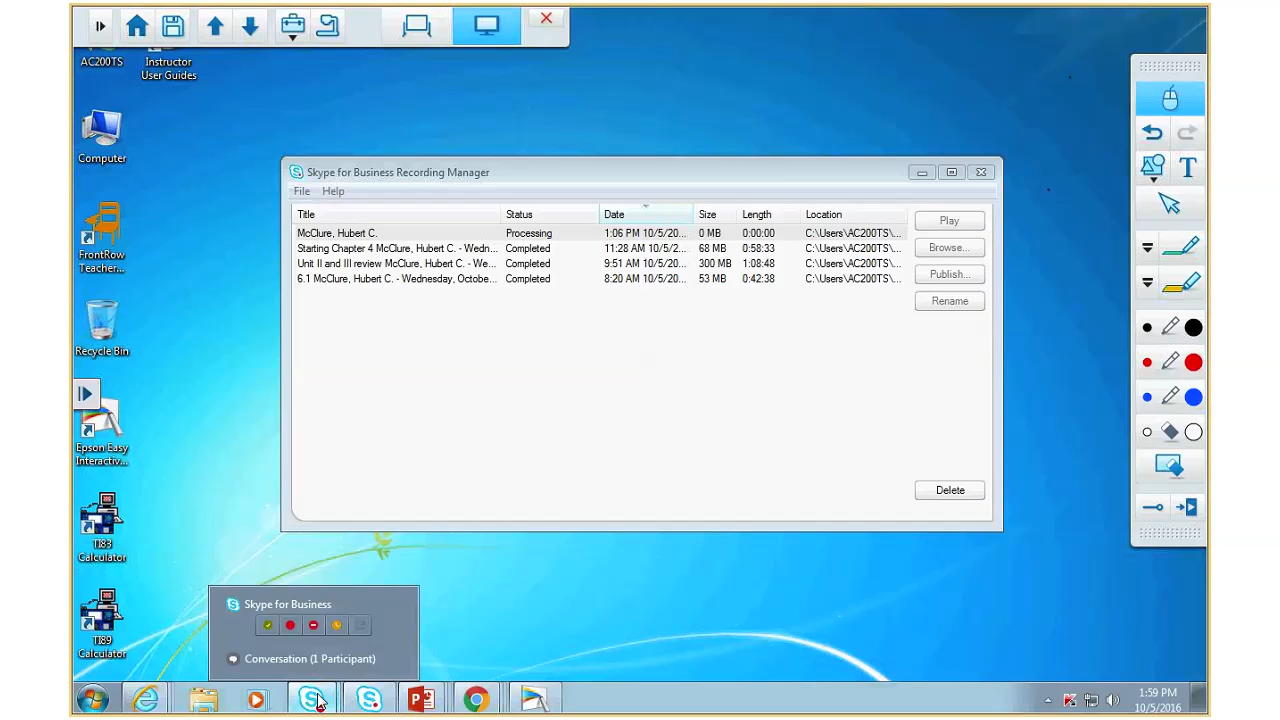 AC200TS
Instructor
User Guides
Computer
FrontRow
Teacher...
Recycle Bin
Epson Easy
Interactiv...
TI83
Calculator
TI89
Calculator
Skype for Business Recording Manager
File Help
Title Status Date Size Length Location
McClure, Hubert C. Processing 1:06 PM 10/5/20... 0 MB 0:00:00 C:\Users\AC200TS\...
Starting Chapter 4 McClure, Hubert C. - Wedn... Completed 11:28 AM 10/5/2... 68 MB 0:58:33 C:\Users\AC200TS\...
Unit II and III review McClure, Hubert C. - We... Completed 9:51 AM 10/5/20... 300 MB 1:08:48 C:\Users\AC200TS\...
6.1 McClure, Hubert C. - Wednesday, Octobe... Completed 8:20 AM 10/5/20... 53 MB 0:42:38 C:\Users\AC200TS\...
Play
Browse...
Publish...
Rename
Delete
T
Skype for Business
Conversation (1 Participant)
1:59 PM
10/5/2016